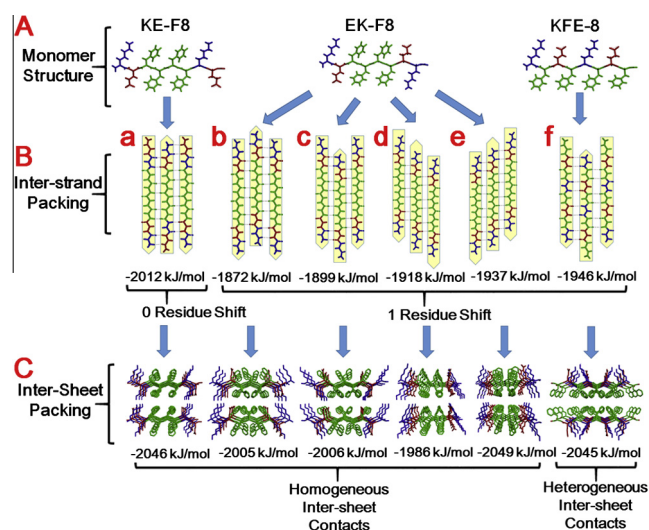 A
KE-F8
EK-F8
KFE-8
Monomer
Structure
a
b
c
d
e
f
B
Inter-strand
Packing
-2012 kJ/mol
-1872 kJ/mol
-1899 kJ/mol
-1918 kJ/mol
-1937 kJ/mol
-1946 kJ/mol
0 Residue Shift
1 Residue Shift
C
Inter-Sheet
Packing
-2046 kJ/mol
-2005 kJ/mol
-2006 kJ/mol
-1986 kJ/mol
-2049 kJ/mol
-2045 kJ/mol
Homogeneous
Inter-sheet
Contacts
Heterogeneous
Inter-sheet
Contacts